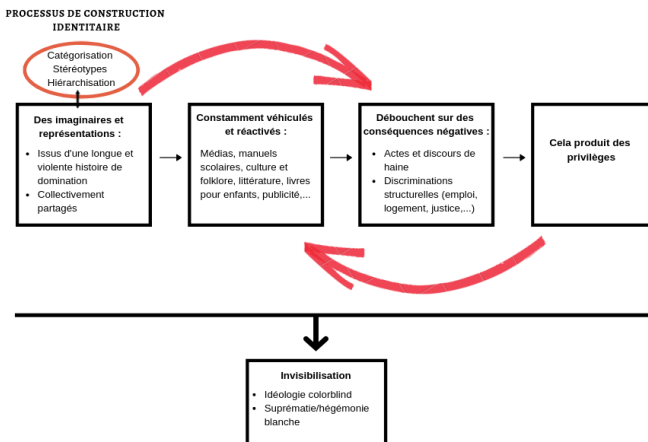 PROCESSUS DE CONSTRUCTION
IDENTITAIRE
Catégorisation
Stéréotypes
Hiérarchisation
Des imaginaires et
représentations :
• Issus d'une longue et
violente histoire de
domination
• Collectivement
partagés
Constamment véhiculés
et réactivés :
Médias, manuels
scolaires, culture et
folklore, littérature, livres
pour enfants, publicité,...
Débouchent sur des
conséquences négatives :
• Actes et discours de
haine
• Discriminations
structurelles (emploi,
logement, justice,...)
Cela produit des
privilèges
Invisibilisation
• Idéologie colorblind
• Suprématie/hégémonie
blanche